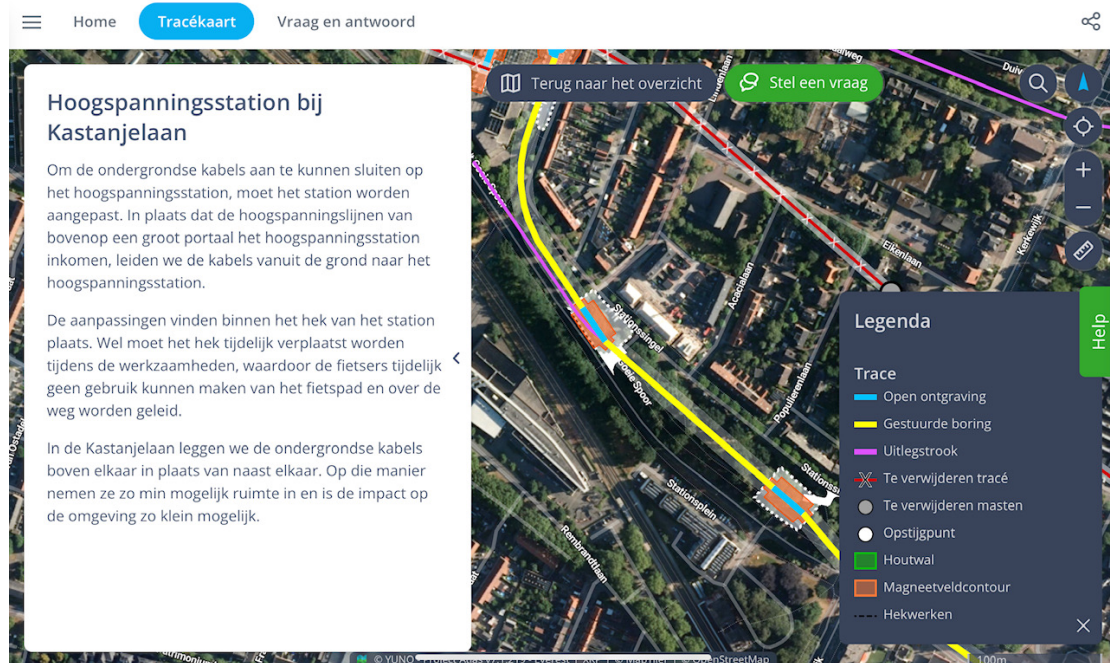 Home
Tracékaart
Vraag en antwoord
Hoogspanningsstation bij
Kastanjelaan
Om de ondergrondse kabels aan te kunnen sluiten op
het hoogspanningsstation, moet het station worden
aangepast. In plaats dat de hoogspanningslijnen van
bovenop een groot portaal het hoogspanningsstation
inkomen, leiden we de kabels vanuit de grond naar het
hoogspanningsstation.
De aanpassingen vinden binnen het hek van het station
plaats. Wel moet het hek tijdelijk verplaatst worden
tijdens de werkzaamheden, waardoor de fietsers tijdelijk
geen gebruik kunnen maken van het fietspad en over de
weg worden geleid.
In de Kastanjelaan leggen we de ondergrondse kabels
boven elkaar in plaats van naast elkaar. Op die manier
nemen ze zo min mogelijk ruimte in en is de impact op
de omgeving zo klein mogelijk.
Terug naar het overzicht
Stel een vraag
Duiv
Kerkewijk
Eikenlaan
Acacialaan
Stationssingel
Goeie Spoor
Populierenlaan
Stationss
Stationsplein
Rembrandtlaan
Legenda
Trace
Open ontgraving
Gestuurde boring
Uitlegstrook
Te verwijderen tracé
Te verwijderen masten
Opstijgpunt
Houtwal
Magneetveldcontour
Hekwerken
Help
100m